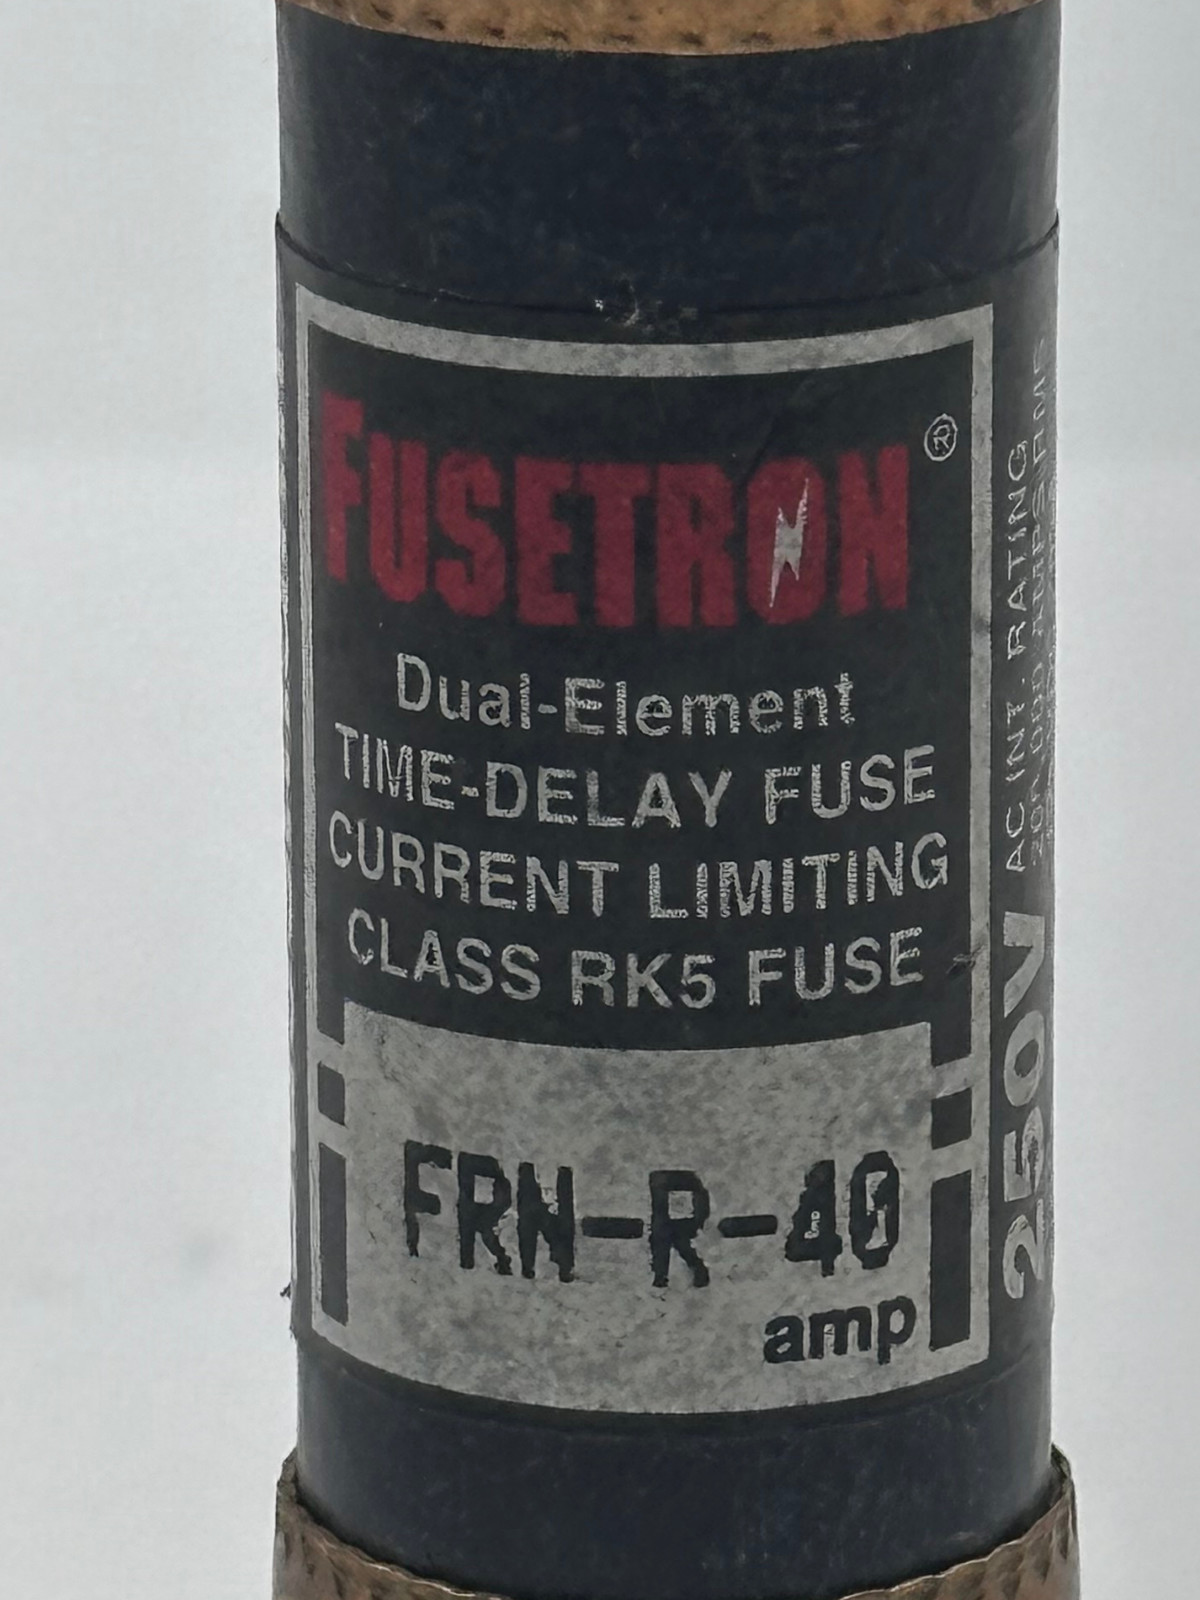 FUSETRON®
Dual-Element
TIME-DELAY FUSE
CURRENT LIMITING
CLASS RK5 FUSE
FRN-R-40
amp
250V AC INT. RATING